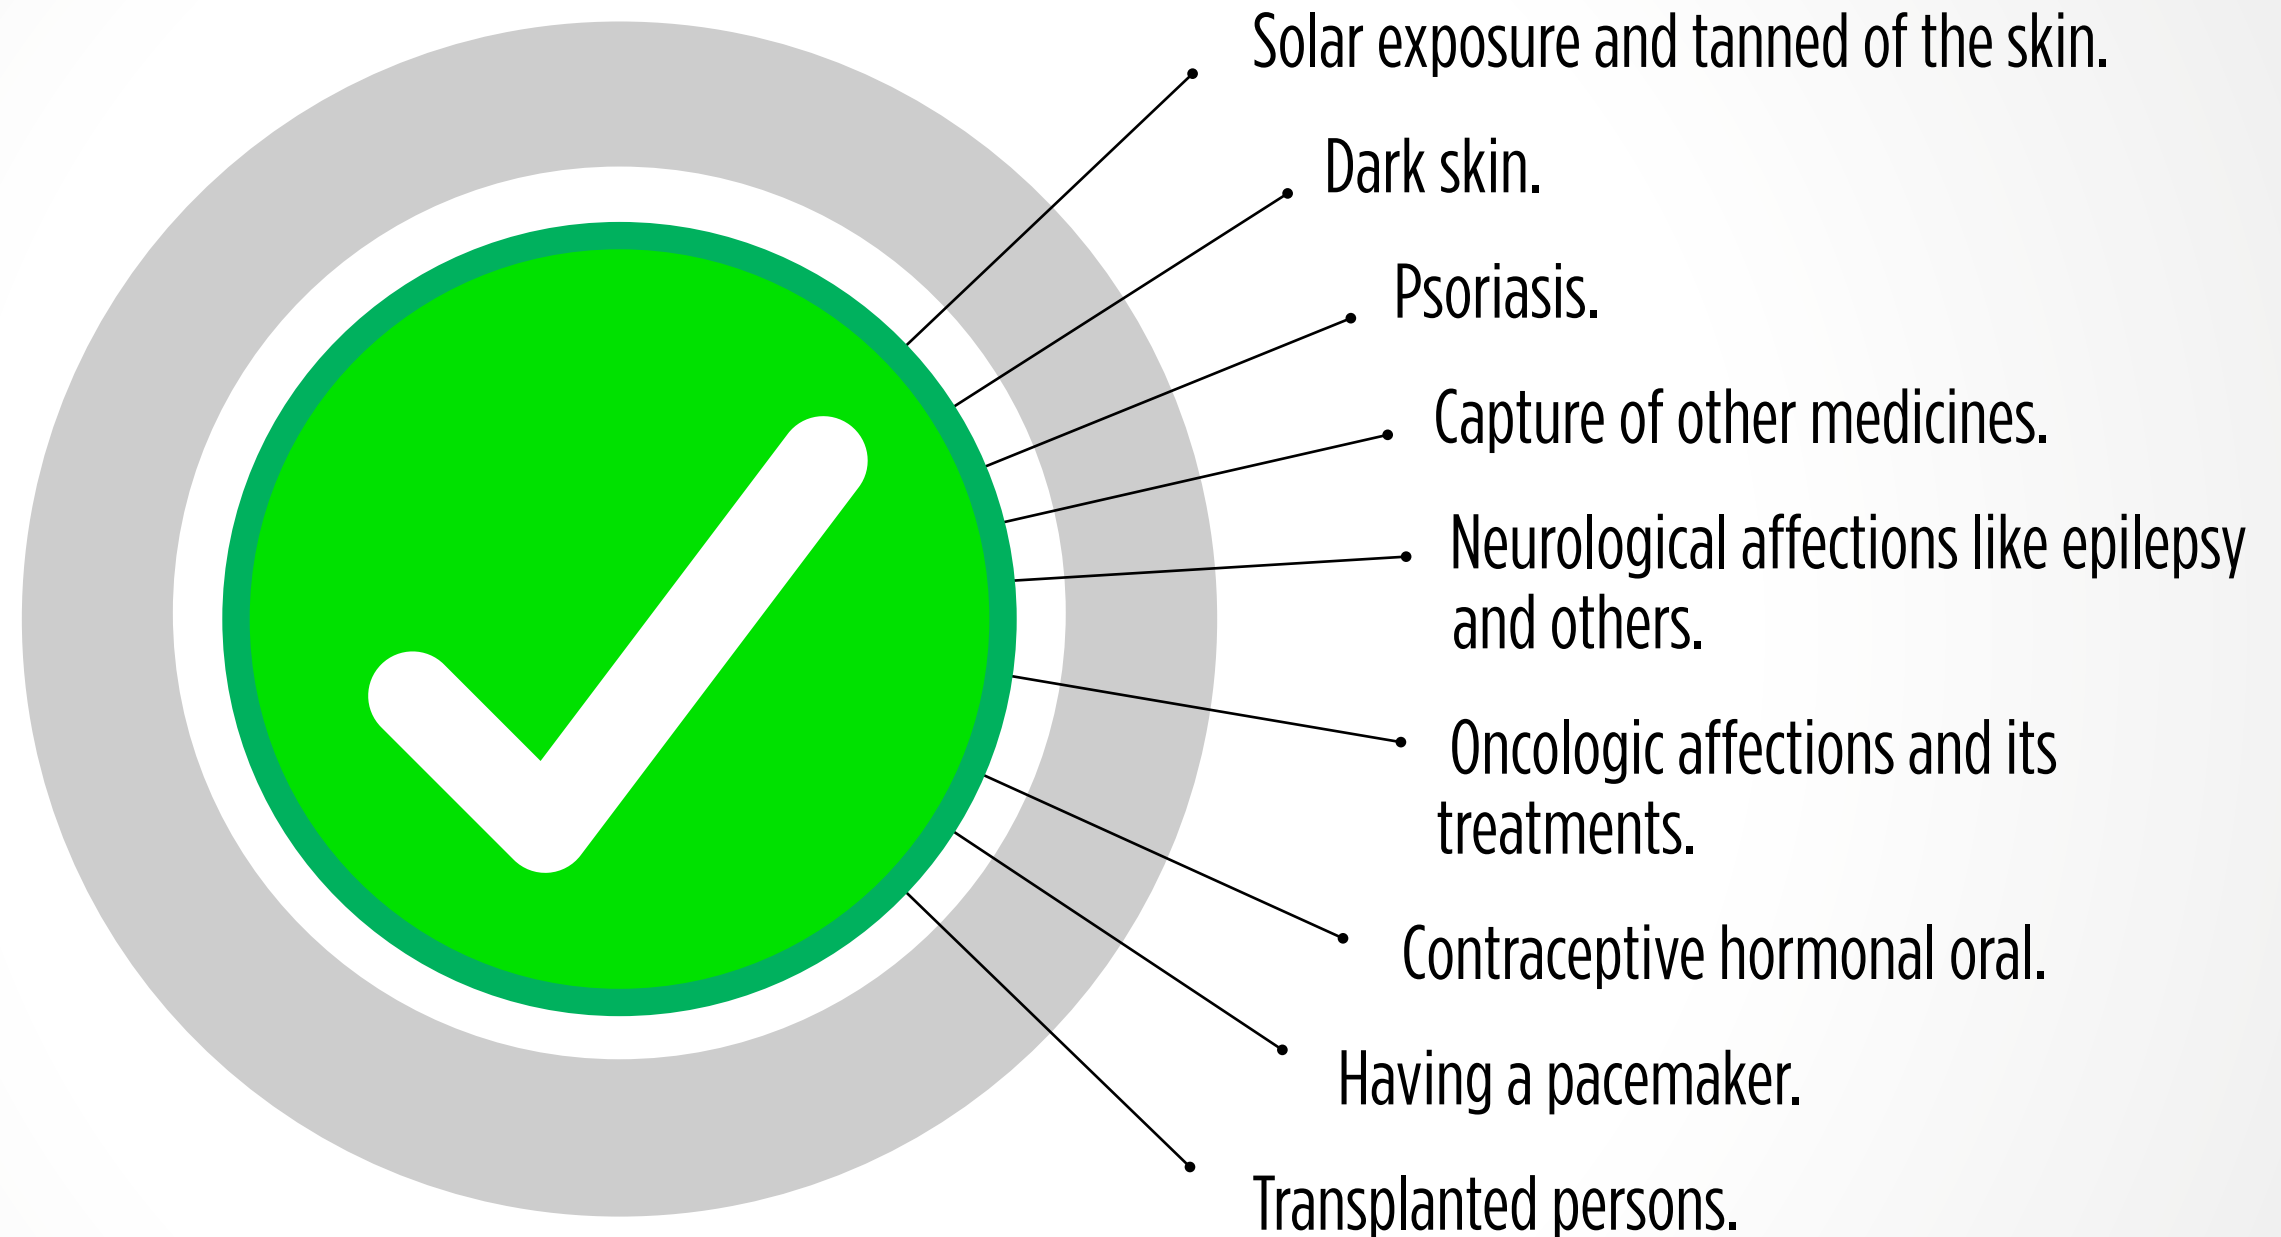 Solar exposure and tanned of the skin.
Dark skin.
Psoriasis.
Capture of other medicines.
Neurological affections like epilepsy
and others.
Oncologic affections and its
treatments.
Contraceptive hormonal oral.
Having a pacemaker.
Transplanted persons.